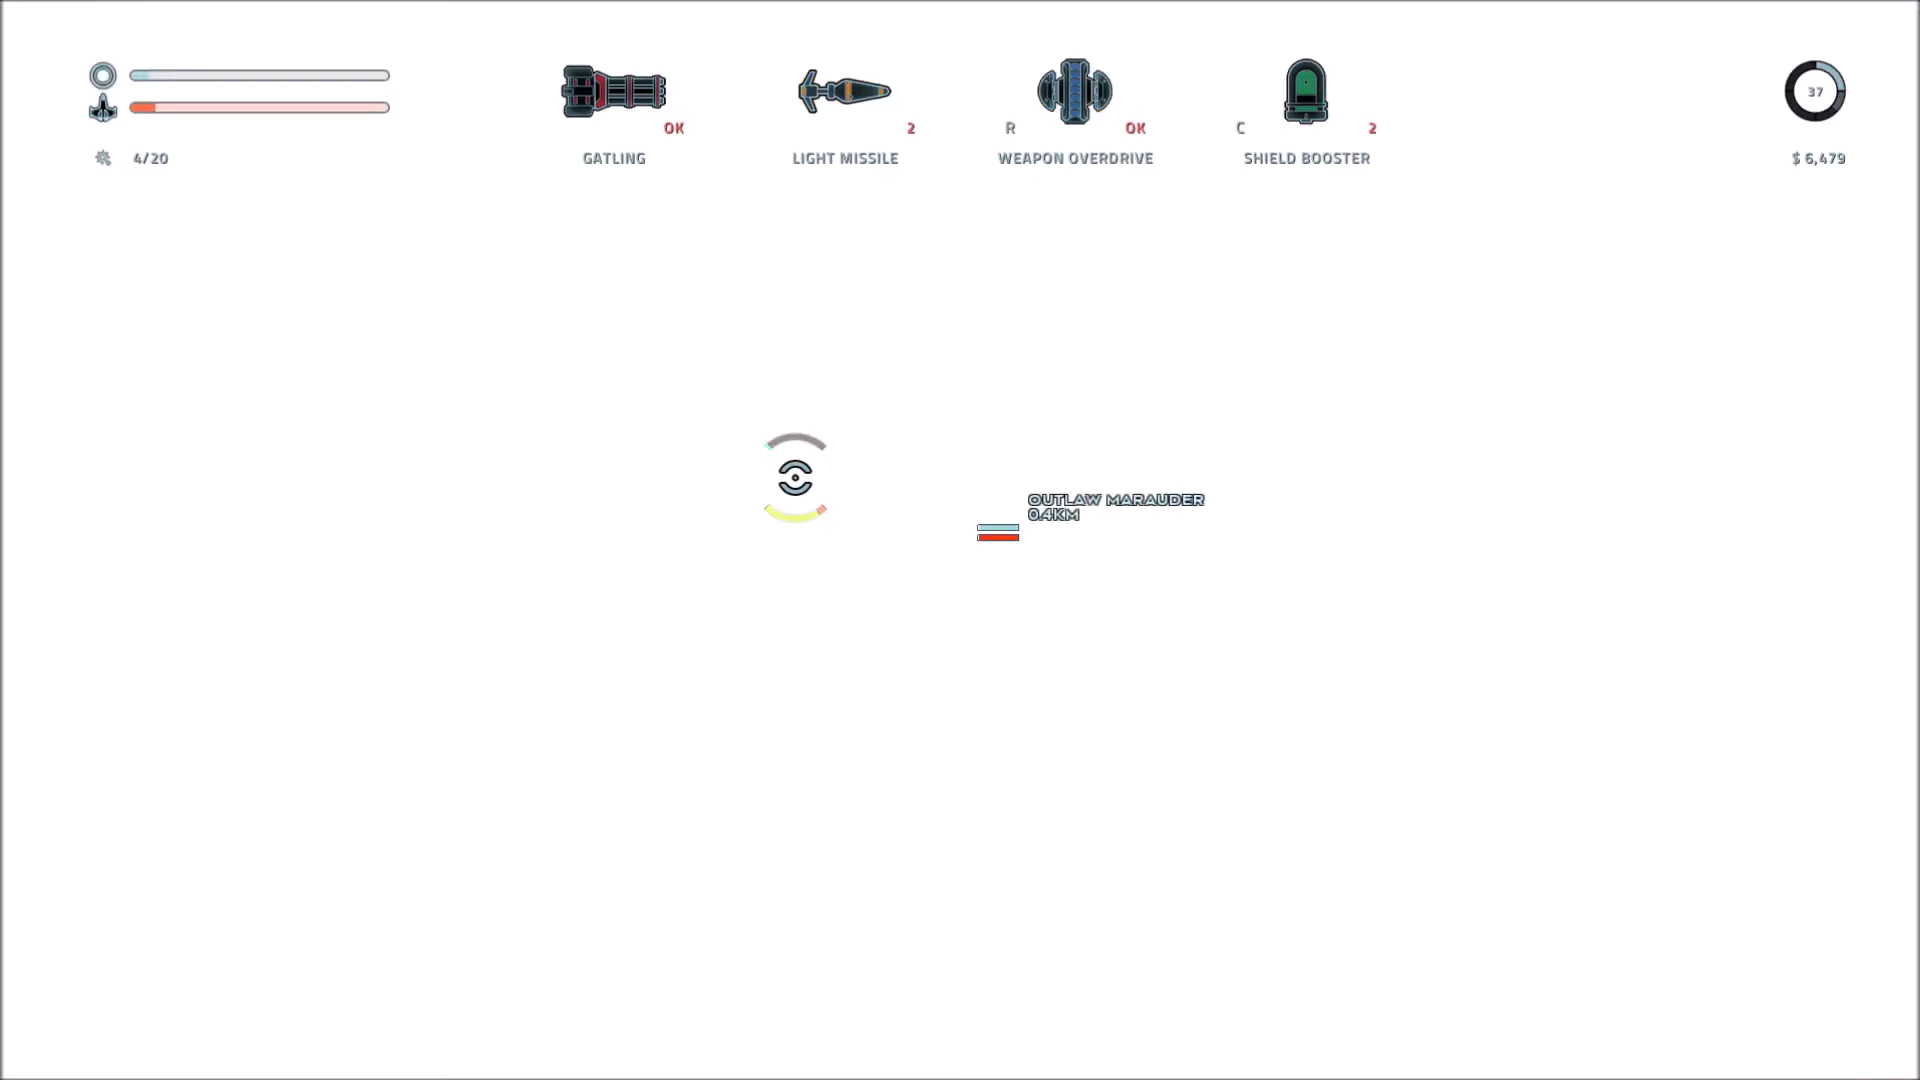 OK
2
R
OK
C
2
37
4/20
GATLING
LIGHT MISSILE
WEAPON OVERDRIVE
SHIELD BOOSTER
$ 6,479
OUTLAW MARAUDER
0.4KM